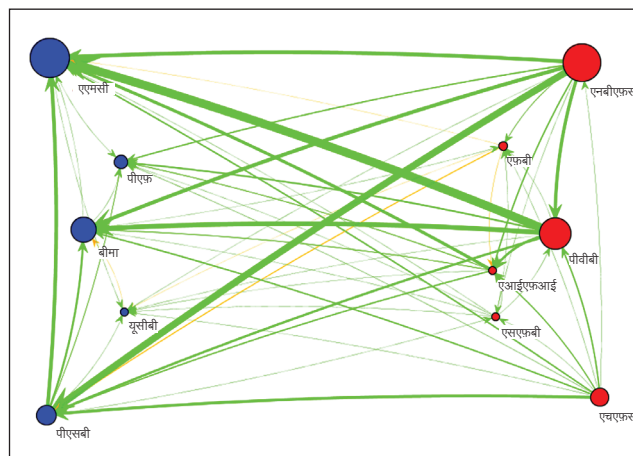 एएमसी
एनबीएफ़स
एफ़बी
पीएफ़
पीवीबी
बीमा
एआईएफ़आई
यूसीबी
एसएफ़बी
पीएसबी
एचएफ़स